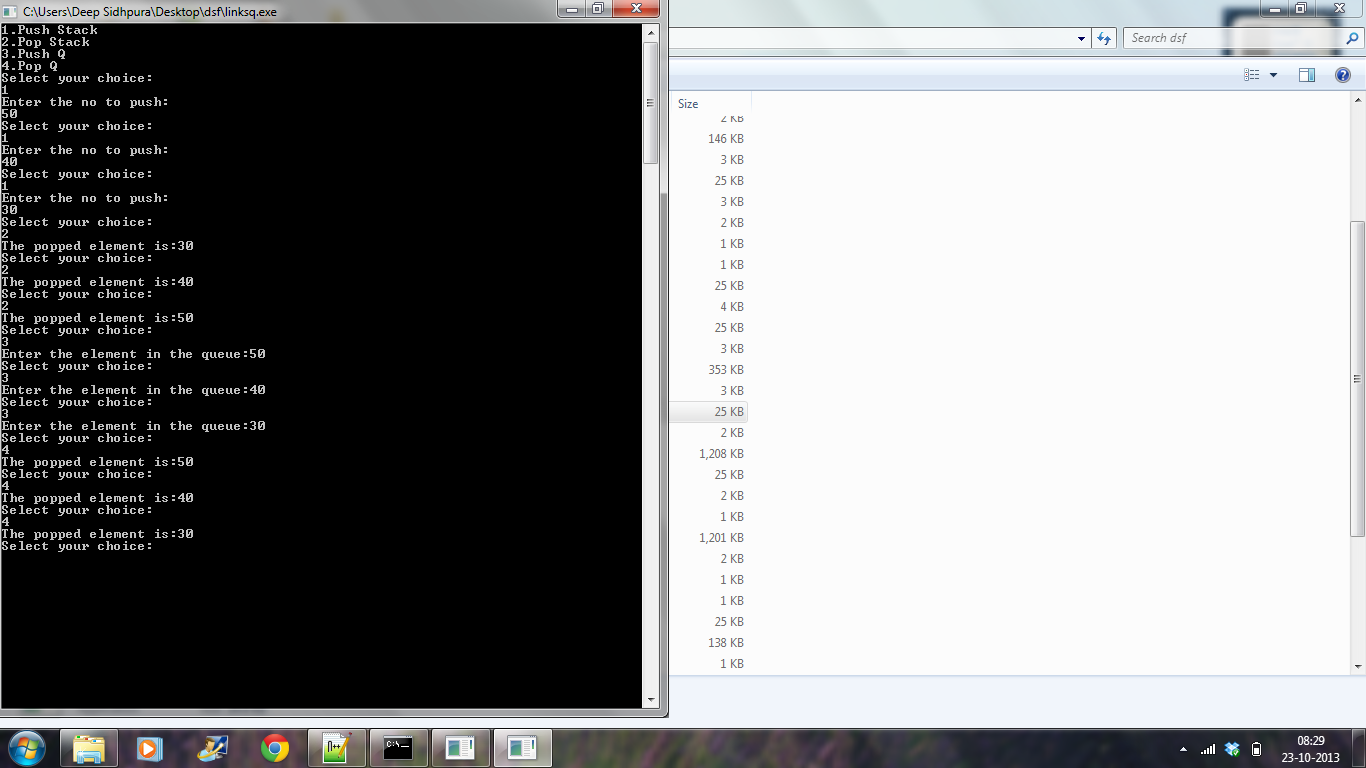 C:\Users\Deep Sidhpura\Desktop\dsf\linksq.exe
1.Push Stack
2.Pop Stack
3.Push Q
4.Pop Q
Select your choice:
1
Enter the no to push:
50
Select your choice:
1
Enter the no to push:
40
Select your choice:
1
Enter the no to push:
30
Select your choice:
2
The popped element is:30
Select your choice:
2
The popped element is:40
Select your choice:
2
The popped element is:50
Select your choice:
3
Enter the element in the queue:50
Select your choice:
3
Enter the element in the queue:40
Select your choice:
3
Enter the element in the queue:30
Select your choice:
4
The popped element is:50
Select your choice:
4
The popped element is:40
Select your choice:
4
The popped element is:30
Select your choice:
Search dsf
Size
2 KB
146 KB
3 KB
25 KB
3 KB
2 KB
1 KB
1 KB
25 KB
4 KB
25 KB
3 KB
353 KB
3 KB
25 KB
2 KB
1,208 KB
25 KB
2 KB
1 KB
1,201 KB
2 KB
1 KB
1 KB
25 KB
138 KB
1 KB
C:\
08:29
23-10-2013